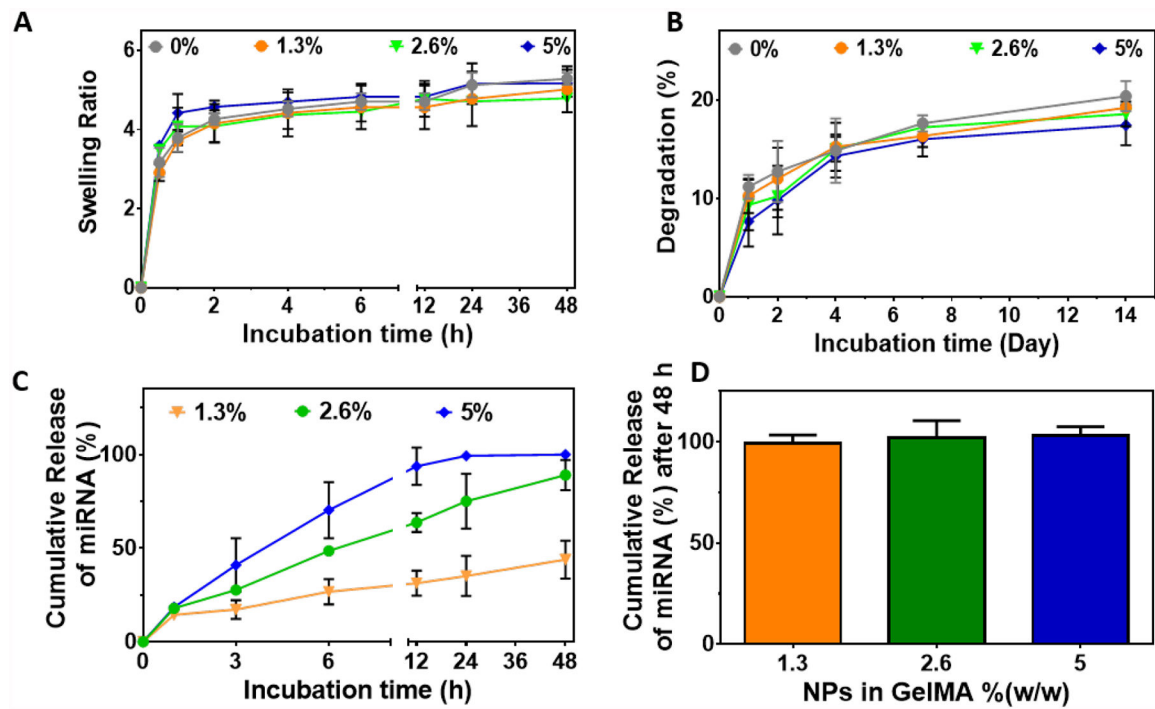 A
0% 1.3% 2.6% 5%
6
4
2
0
Swelling Ratio
0 2 4 6 12 24 36 48
Incubation time (h)
B
0% 1.3% 2.6% 5%
20
10
0
Degradation (%)
0 2 4 6 8 10 12 14
Incubation time (Day)
C
1.3% 2.6% 5%
100
50
0
Cumulative Release
of miRNA (%)
0 3 6 12 24 36 48
Incubation time (h)
D
100
50
0
Cumulative Release
of miRNA (%) after 48 h
1.3 2.6 5
NPs in GelMA %(w/w)